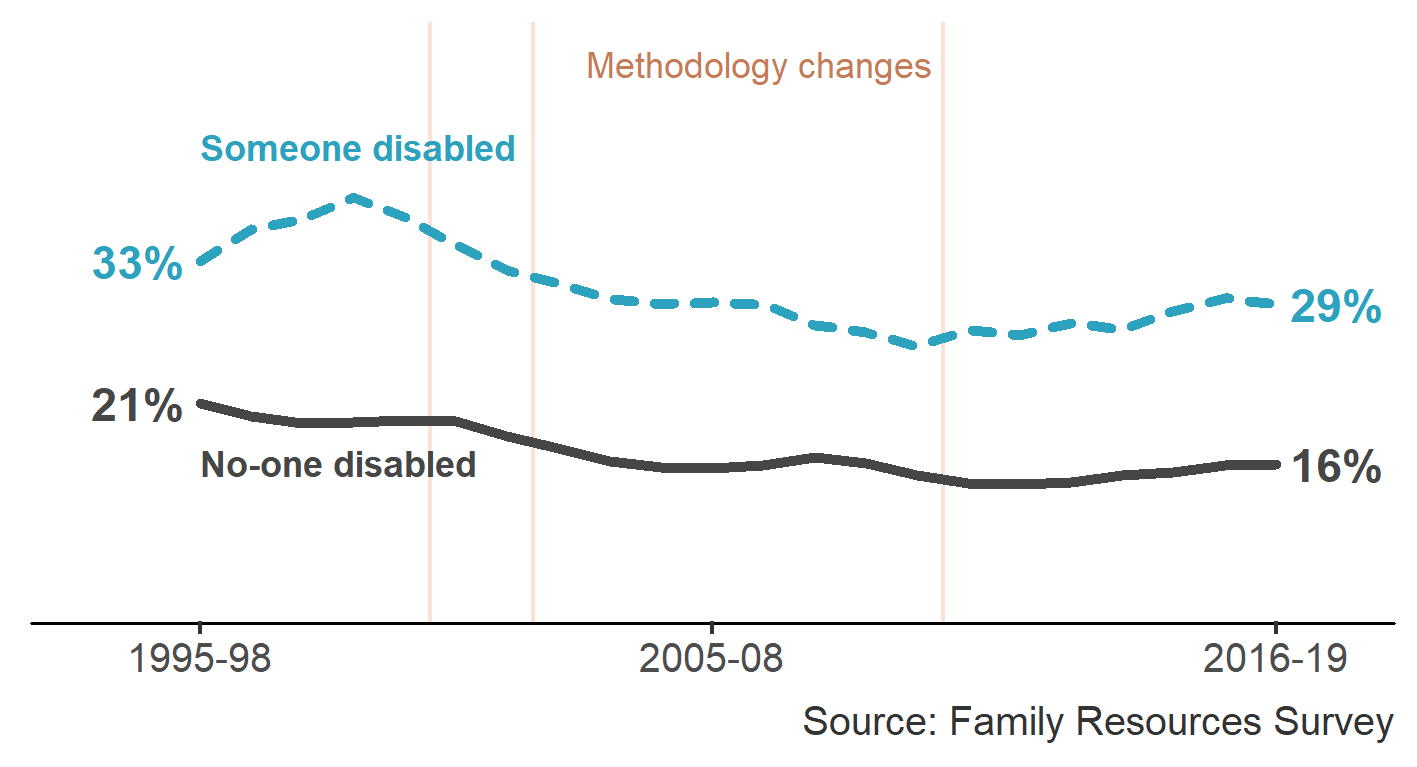 Methodology changes
Someone disabled
33%
29%
21%
No-one disabled
16%
1995-98
2005-08
2016-19
Source: Family Resources Survey